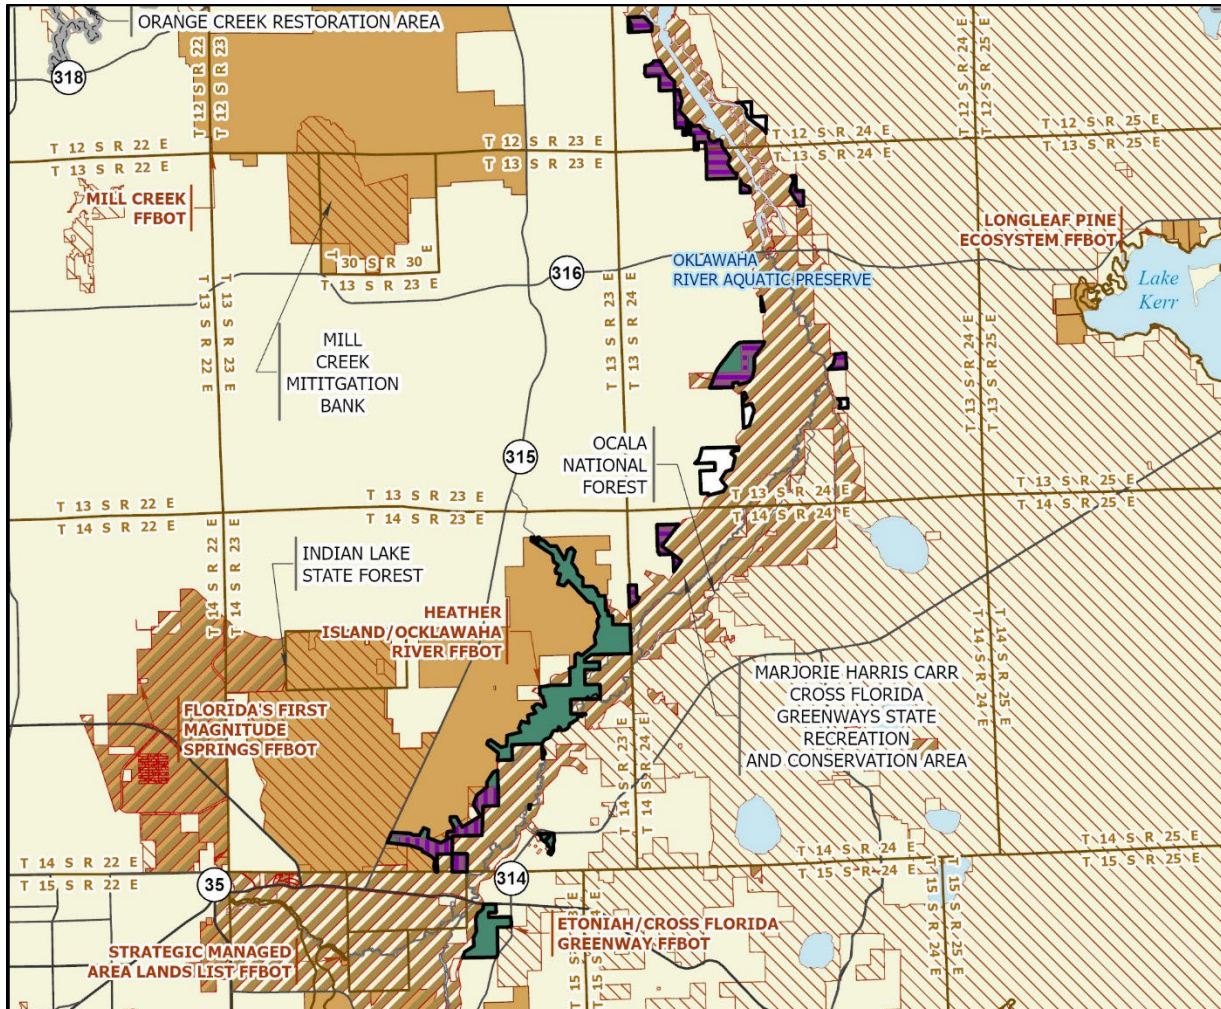 ORANGE CREEK RESTORATION AREA
318
T 12 S R 22
T 12 S R 23
T 12 S R 24 E
T 12 S R 25 E
T 12 S R 22 E
T 13 S R 22 E
T 12 S R 23 E
T 13 S R 23 E
T 12 S R 24 E
T 13 S R 24 E
T 12 S R 25 E
T 13 S R 25 E
MILL CREEK
FFBOT
LONGLEAF PINE
ECOSYSTEM FFBOT
T 30 S R 30 E
T 13 S R 23 E
316
OKLAWAHA
RIVER AQUATIC PRESERVE
Lake
Kerr
T 13 S R 22 E
T 13 S R 23 E
T 13 S R 23 E
T 13 S R 24 E
T 13 S R 24 E
T 13 S R 25 E
MILL
CREEK
MITITGATION
BANK
315
OCALA
NATIONAL
FOREST
T 13 S R 22 E
T 14 S R 22 E
T 13 S R 23 E
T 14 S R 23 E
T 13 S R 24 E
T 14 S R 24 E
T 13 S R 25 E
T 14 S R 25 E
T 14 S R 22 E
T 14 S R 23 E
INDIAN LAKE
STATE FOREST
HEATHER
ISLAND/OCKLAWAHA
RIVER FFBOT
T 14 S R 24 E
T 14 S R 25 E
MARJORIE HARRIS CARR
CROSS FLORIDA
GREENWAYS STATE
RECREATION
AND CONSERVATION AREA
FLORIDA'S FIRST
MAGNITUDE
SPRINGS FFBOT
T 14 S R 23 E
T 14 S R 24 E
T 14 S R 22 E
T 15 S R 22 E
T 14 S R 24 E
T 15 S R 24 E
T 14 S R 25 E
T 15 S R 25 E
35
314
T 15 S R 24 E
T 15 S R 25 E
ETONIAH/CROSS FLORIDA
GREENWAY FFBOT
STRATEGIC MANAGED
AREA LANDS LIST FFBOT